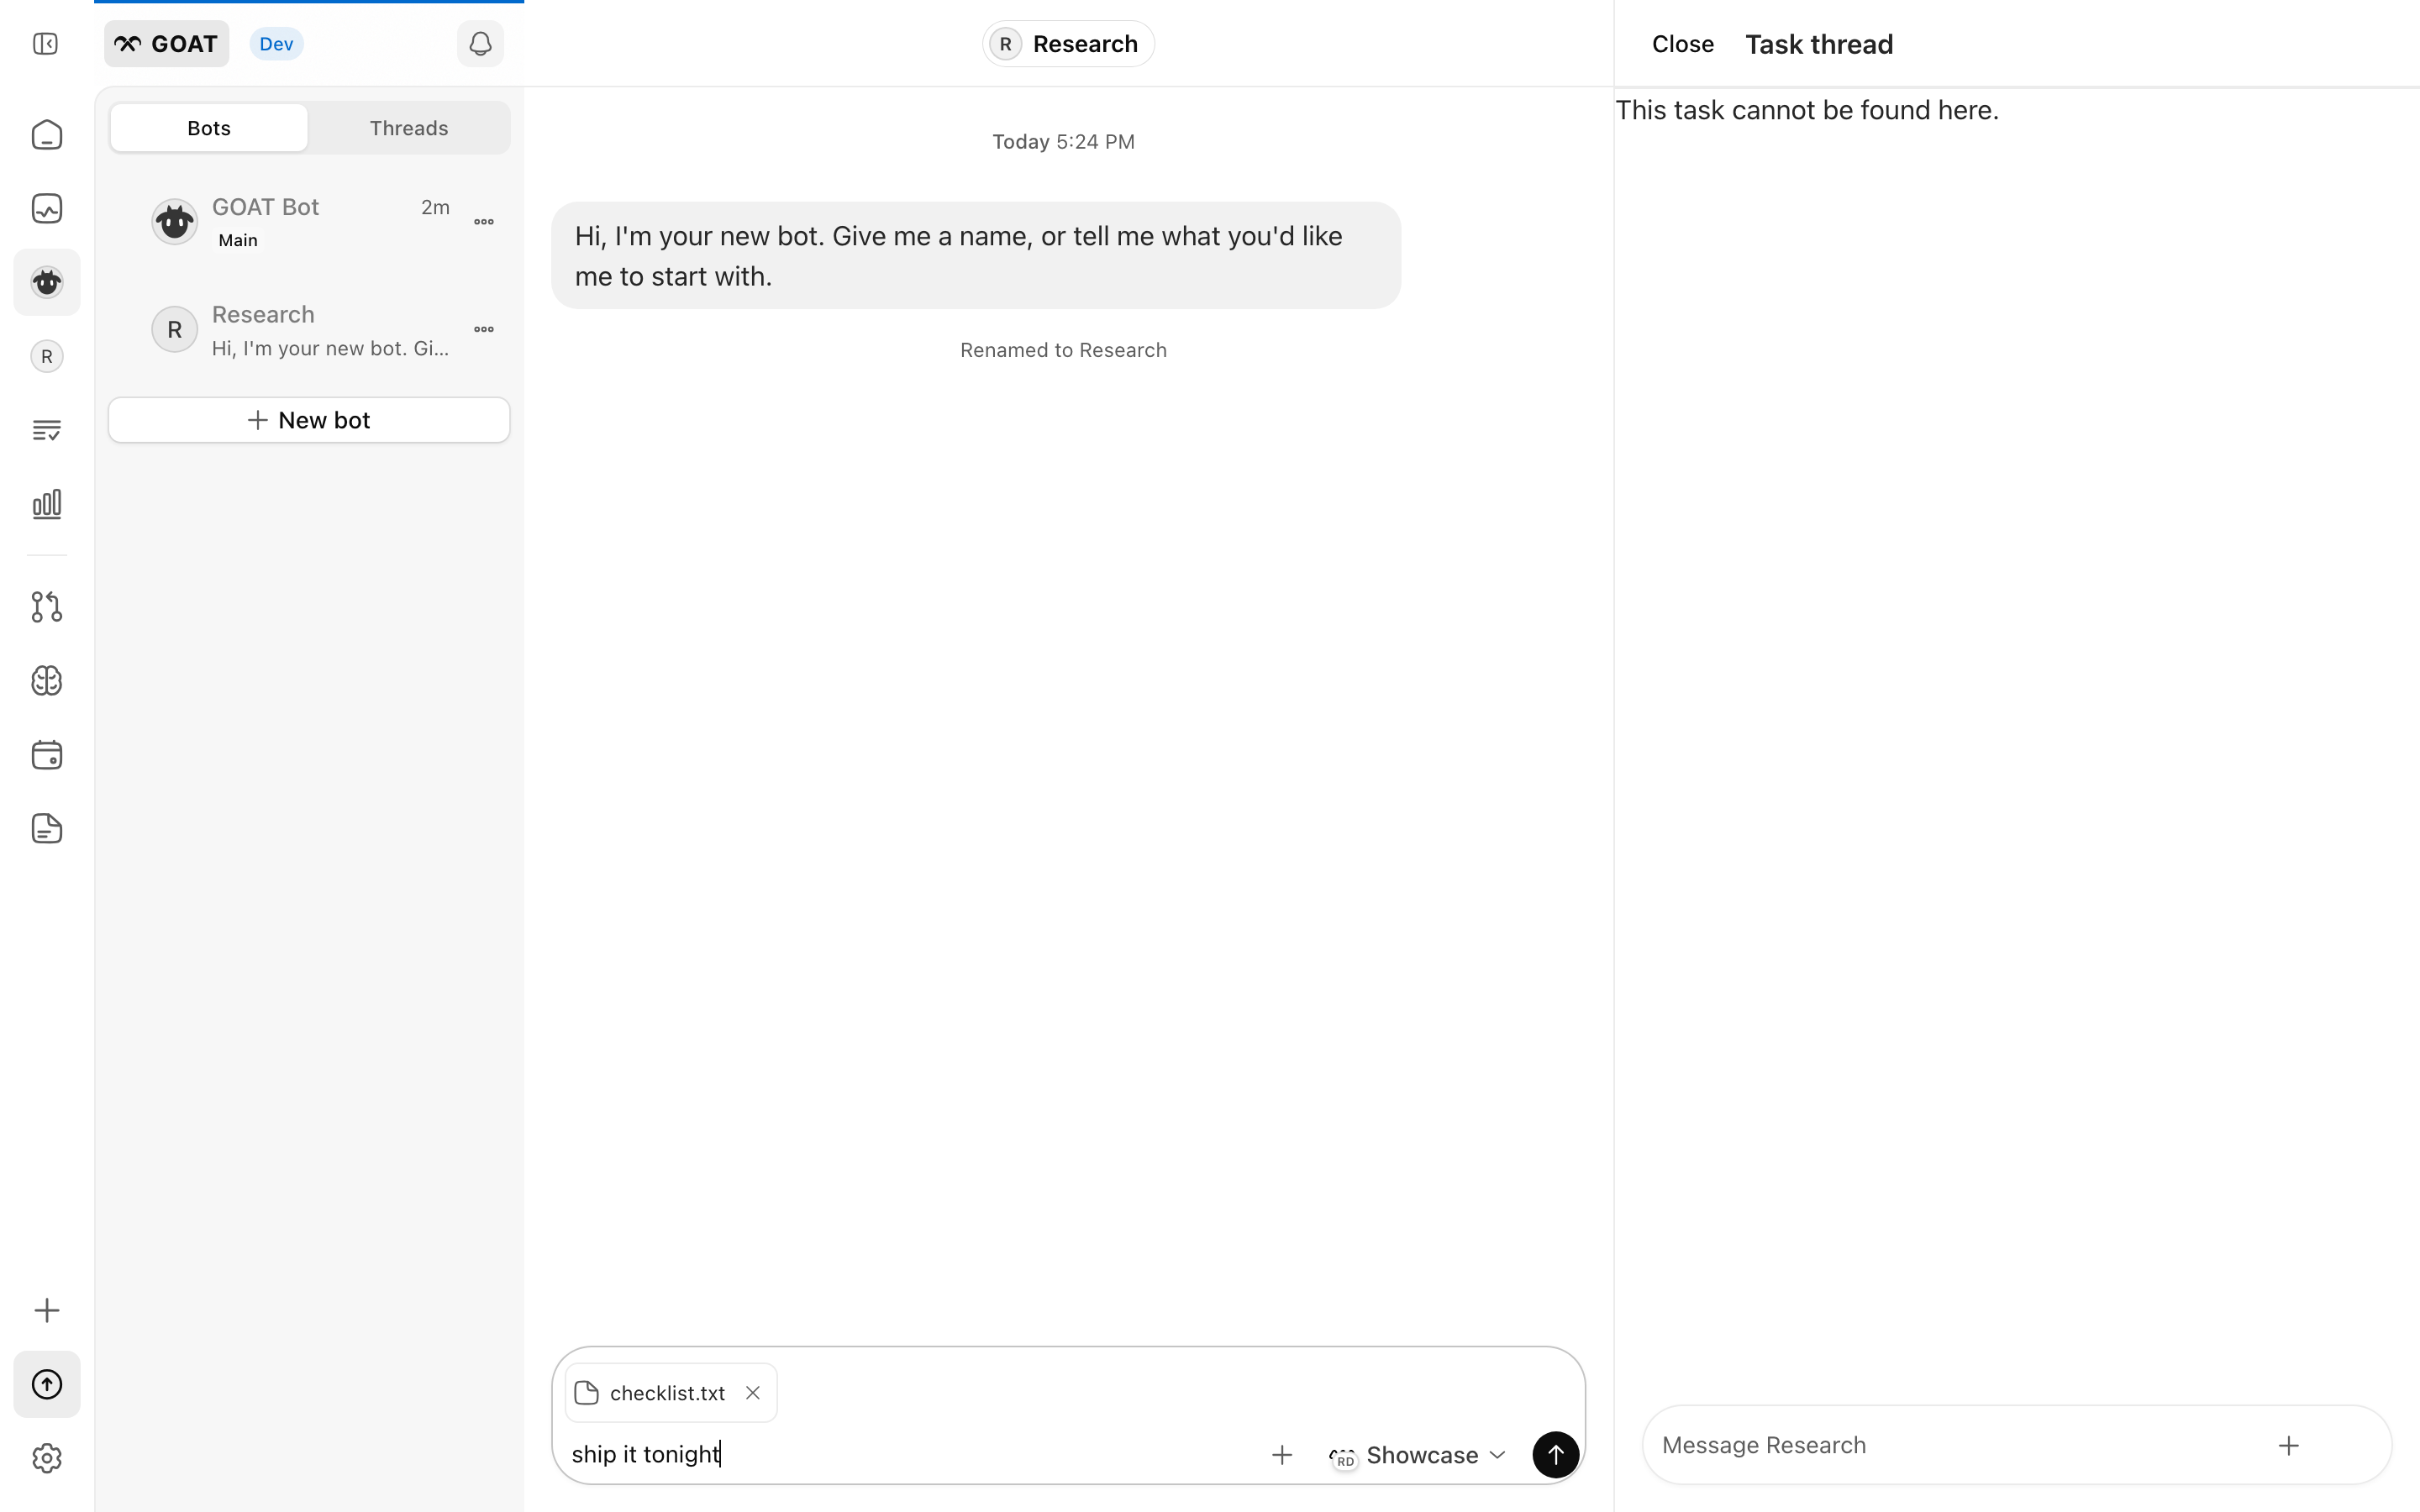 GOAT
Dev
R Research
Close Task thread
Bots
Threads
This task cannot be found here.
Today 5:24 PM
GOAT Bot
2m
Main
Hi, I'm your new bot. Give me a name, or tell me what you'd like
me to start with.
R
Research
Hi, I'm your new bot. Gi...
R
Renamed to Research
+ New bot
checklist.txt
ship it tonight
RD
Showcase
Message Research